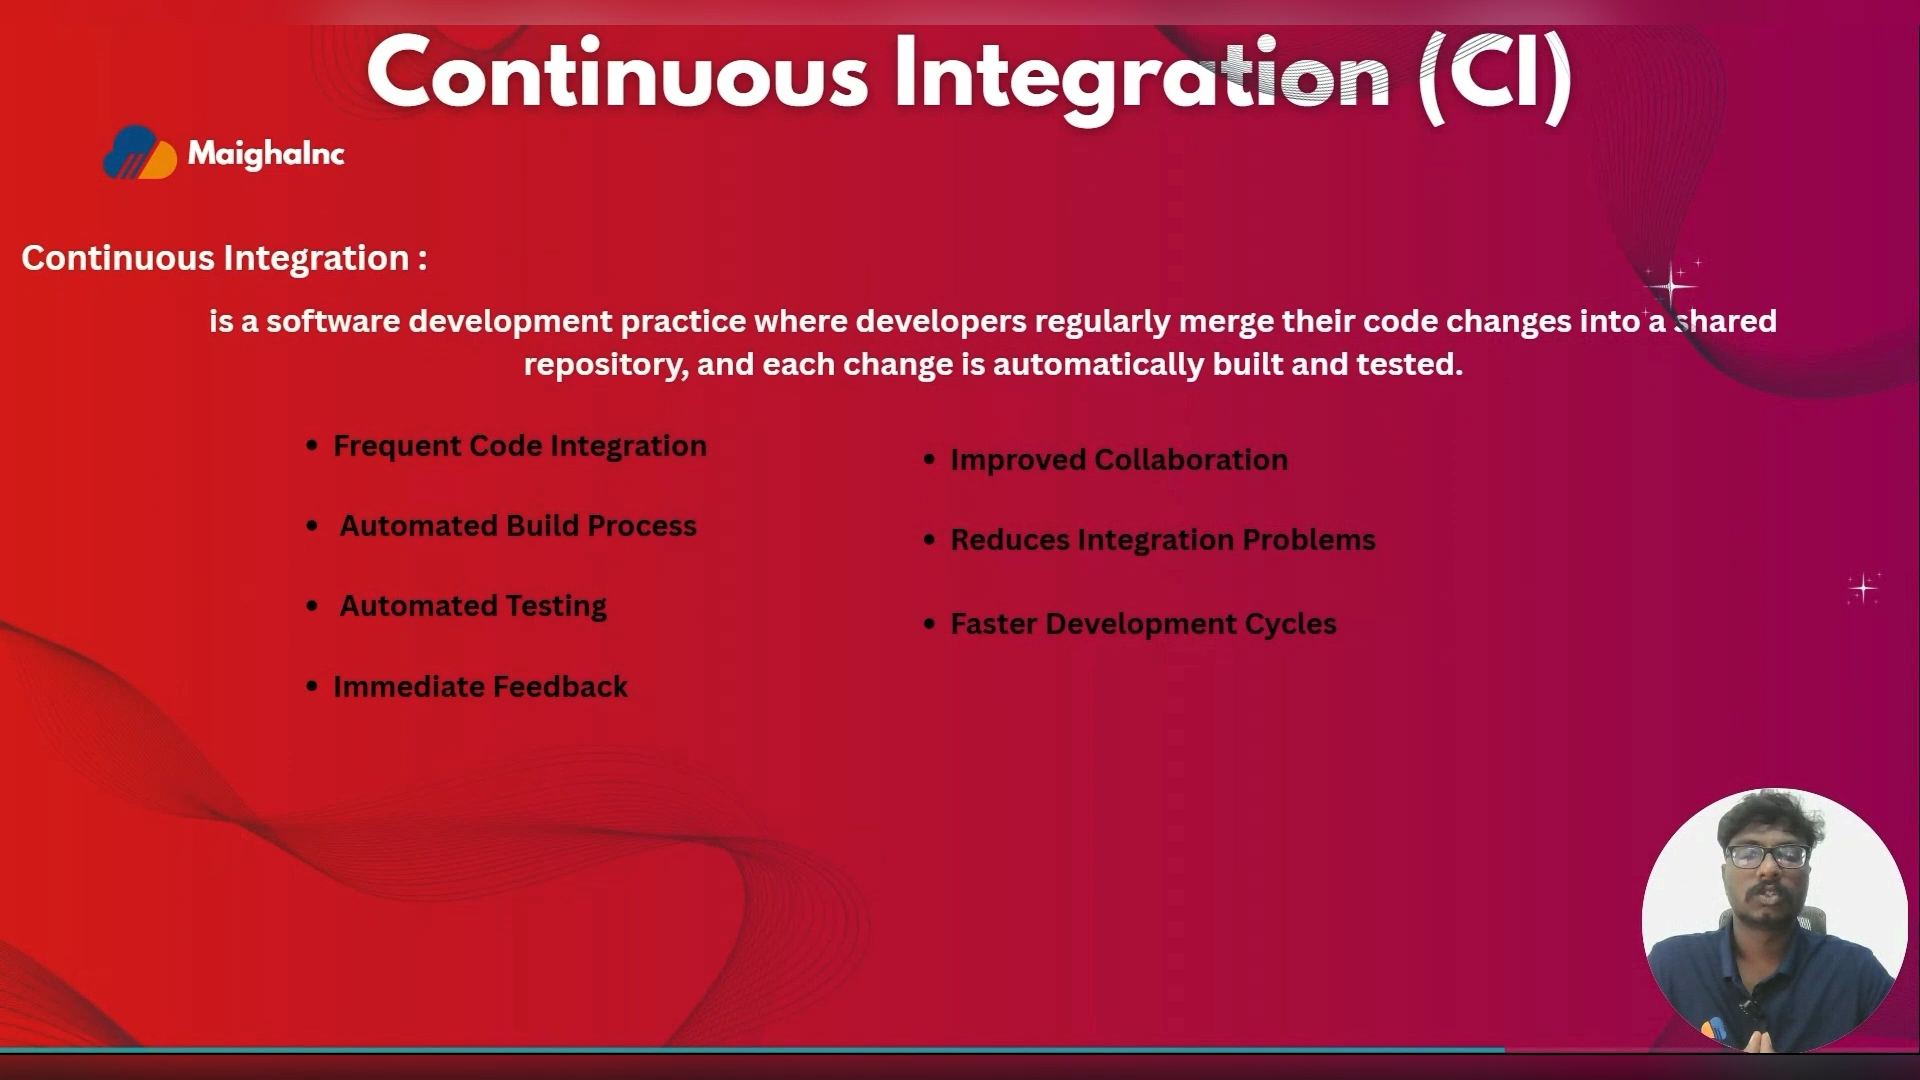 Continuous Integration (CI)
MaighaInc
Continuous Integration :
is a software development practice where developers regularly merge their code changes into a shared
repository, and each change is automatically built and tested.
• Frequent Code Integration
• Automated Build Process
• Automated Testing
• Immediate Feedback
• Improved Collaboration
• Reduces Integration Problems
• Faster Development Cycles